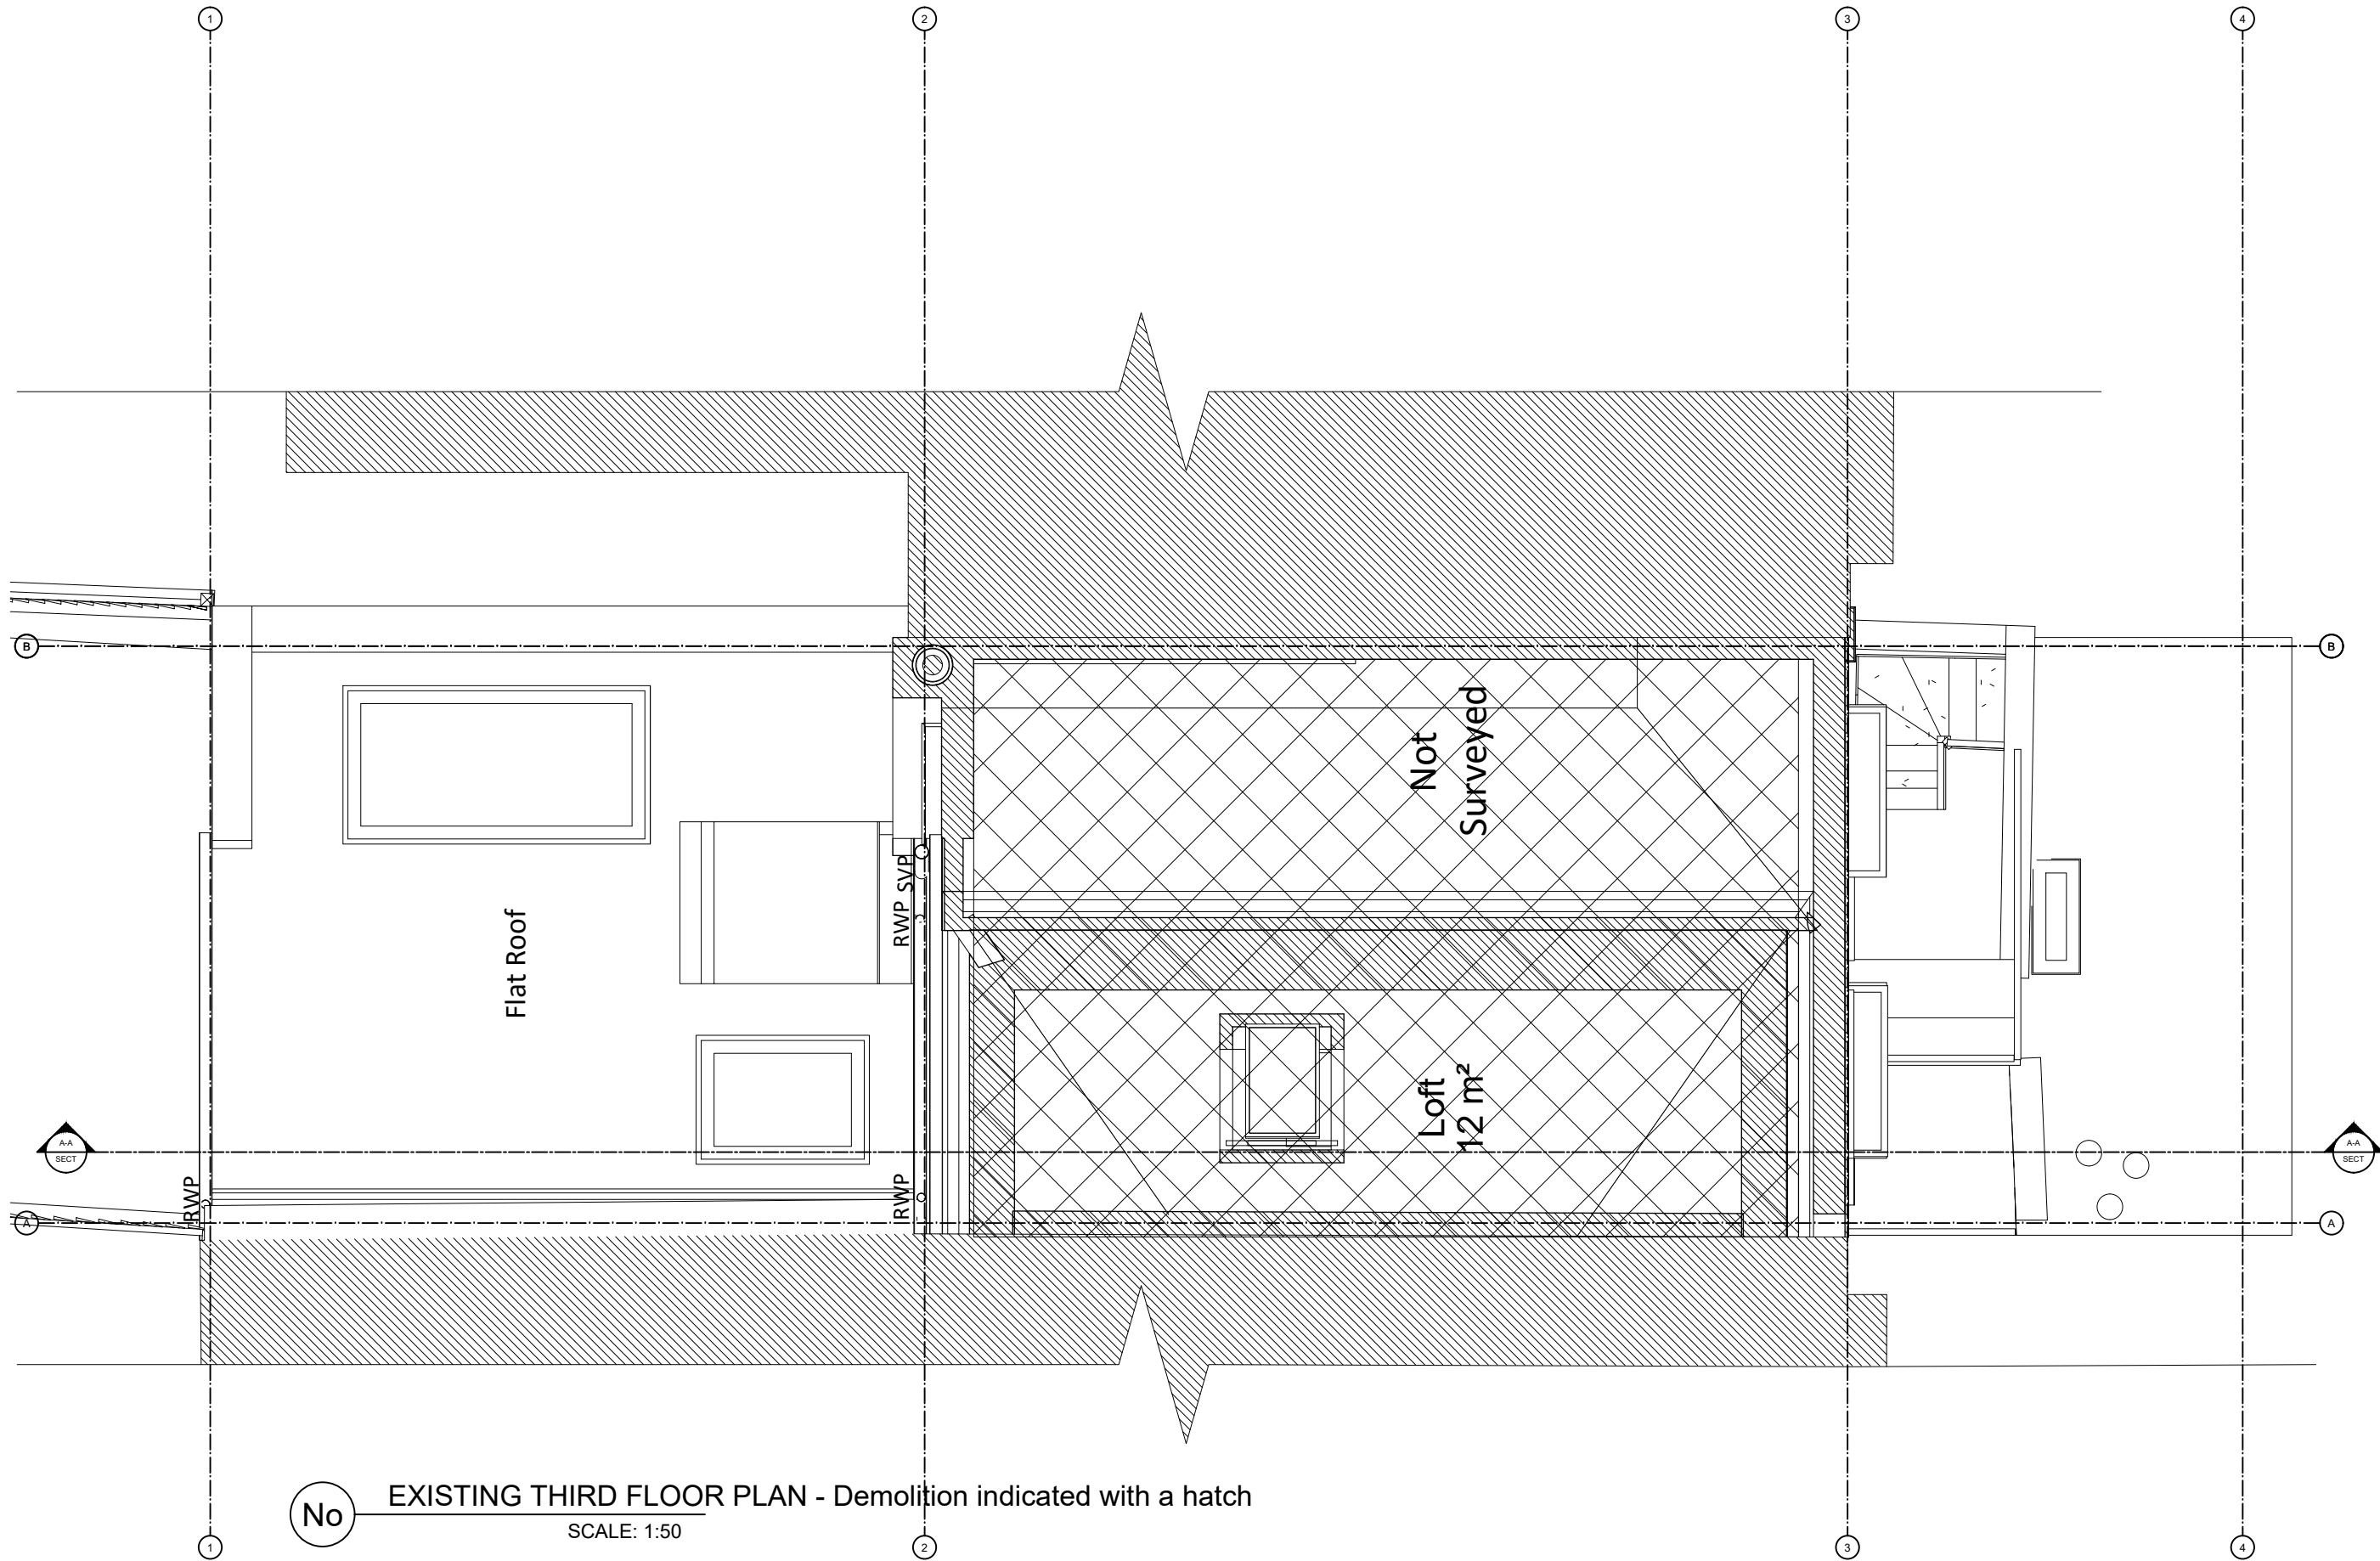 1
2
3
4
B
B
Not
Surveyed
RWP SVP
Flat Roof
Loft
12 m²
A-A
SECT
A-A
SECT
RWP
RWP
A
A
No
EXISTING THIRD FLOOR PLAN - Demolition indicated with a hatch
SCALE: 1:50
1
2
3
4